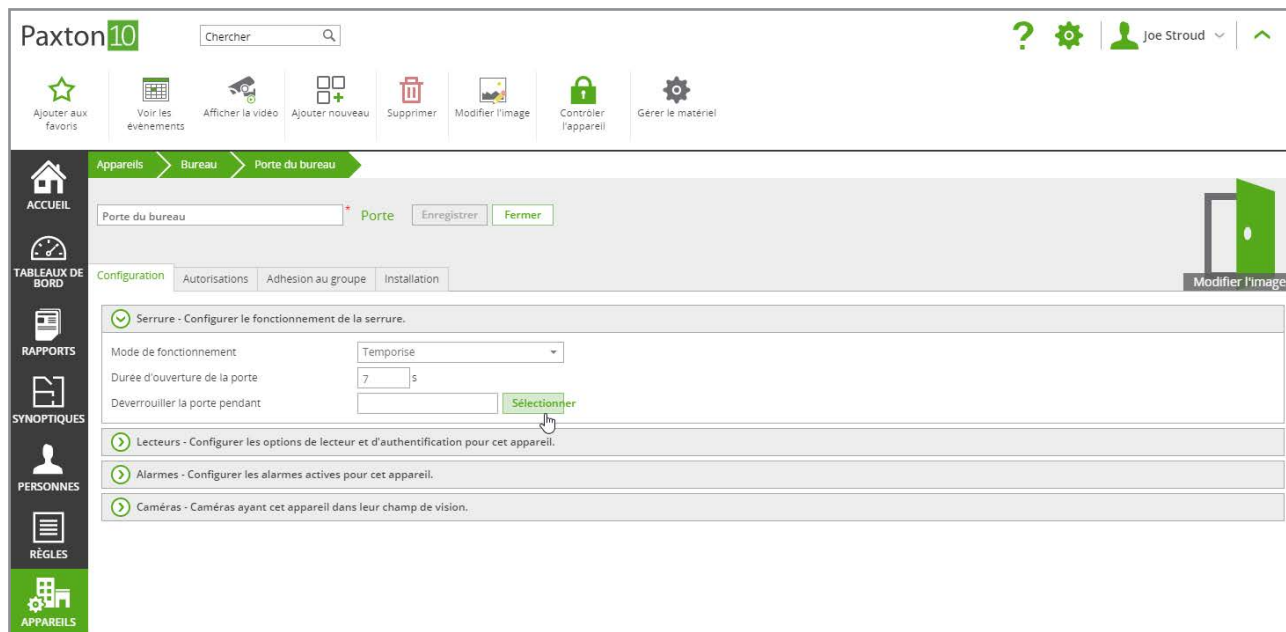 Paxton10
Chercher
Joe Stroud
Ajouter aux favoris
Voir les évènements
Afficher la vidéo
Ajouter nouveau
Supprimer
Modifier l'image
Contrôler l'appareil
Gérer le matériel
Appareils
Bureau
Porte du bureau
ACCUEIL
Porte du bureau * Porte
Enregistrer
Fermer
TABLEAUX DE BORD
Configuration
Autorisations
Adhesion au groupe
Installation
Modifier l'image
Serrure - Configurer le fonctionnement de la serrure.
RAPPORTS
Mode de fonctionnement
Temporisé
Durée d'ouverture de la porte
7 s
Deverrouiller la porte pendant
Sélectionner
SYNOPTIQUES
Lecteurs - Configurer les options de lecteur et d'authentification pour cet appareil.
Alarmes - Configurer les alarmes actives pour cet appareil.
PERSONNES
Caméras - Caméras ayant cet appareil dans leur champ de vision.
RÈGLES
APPAREILS